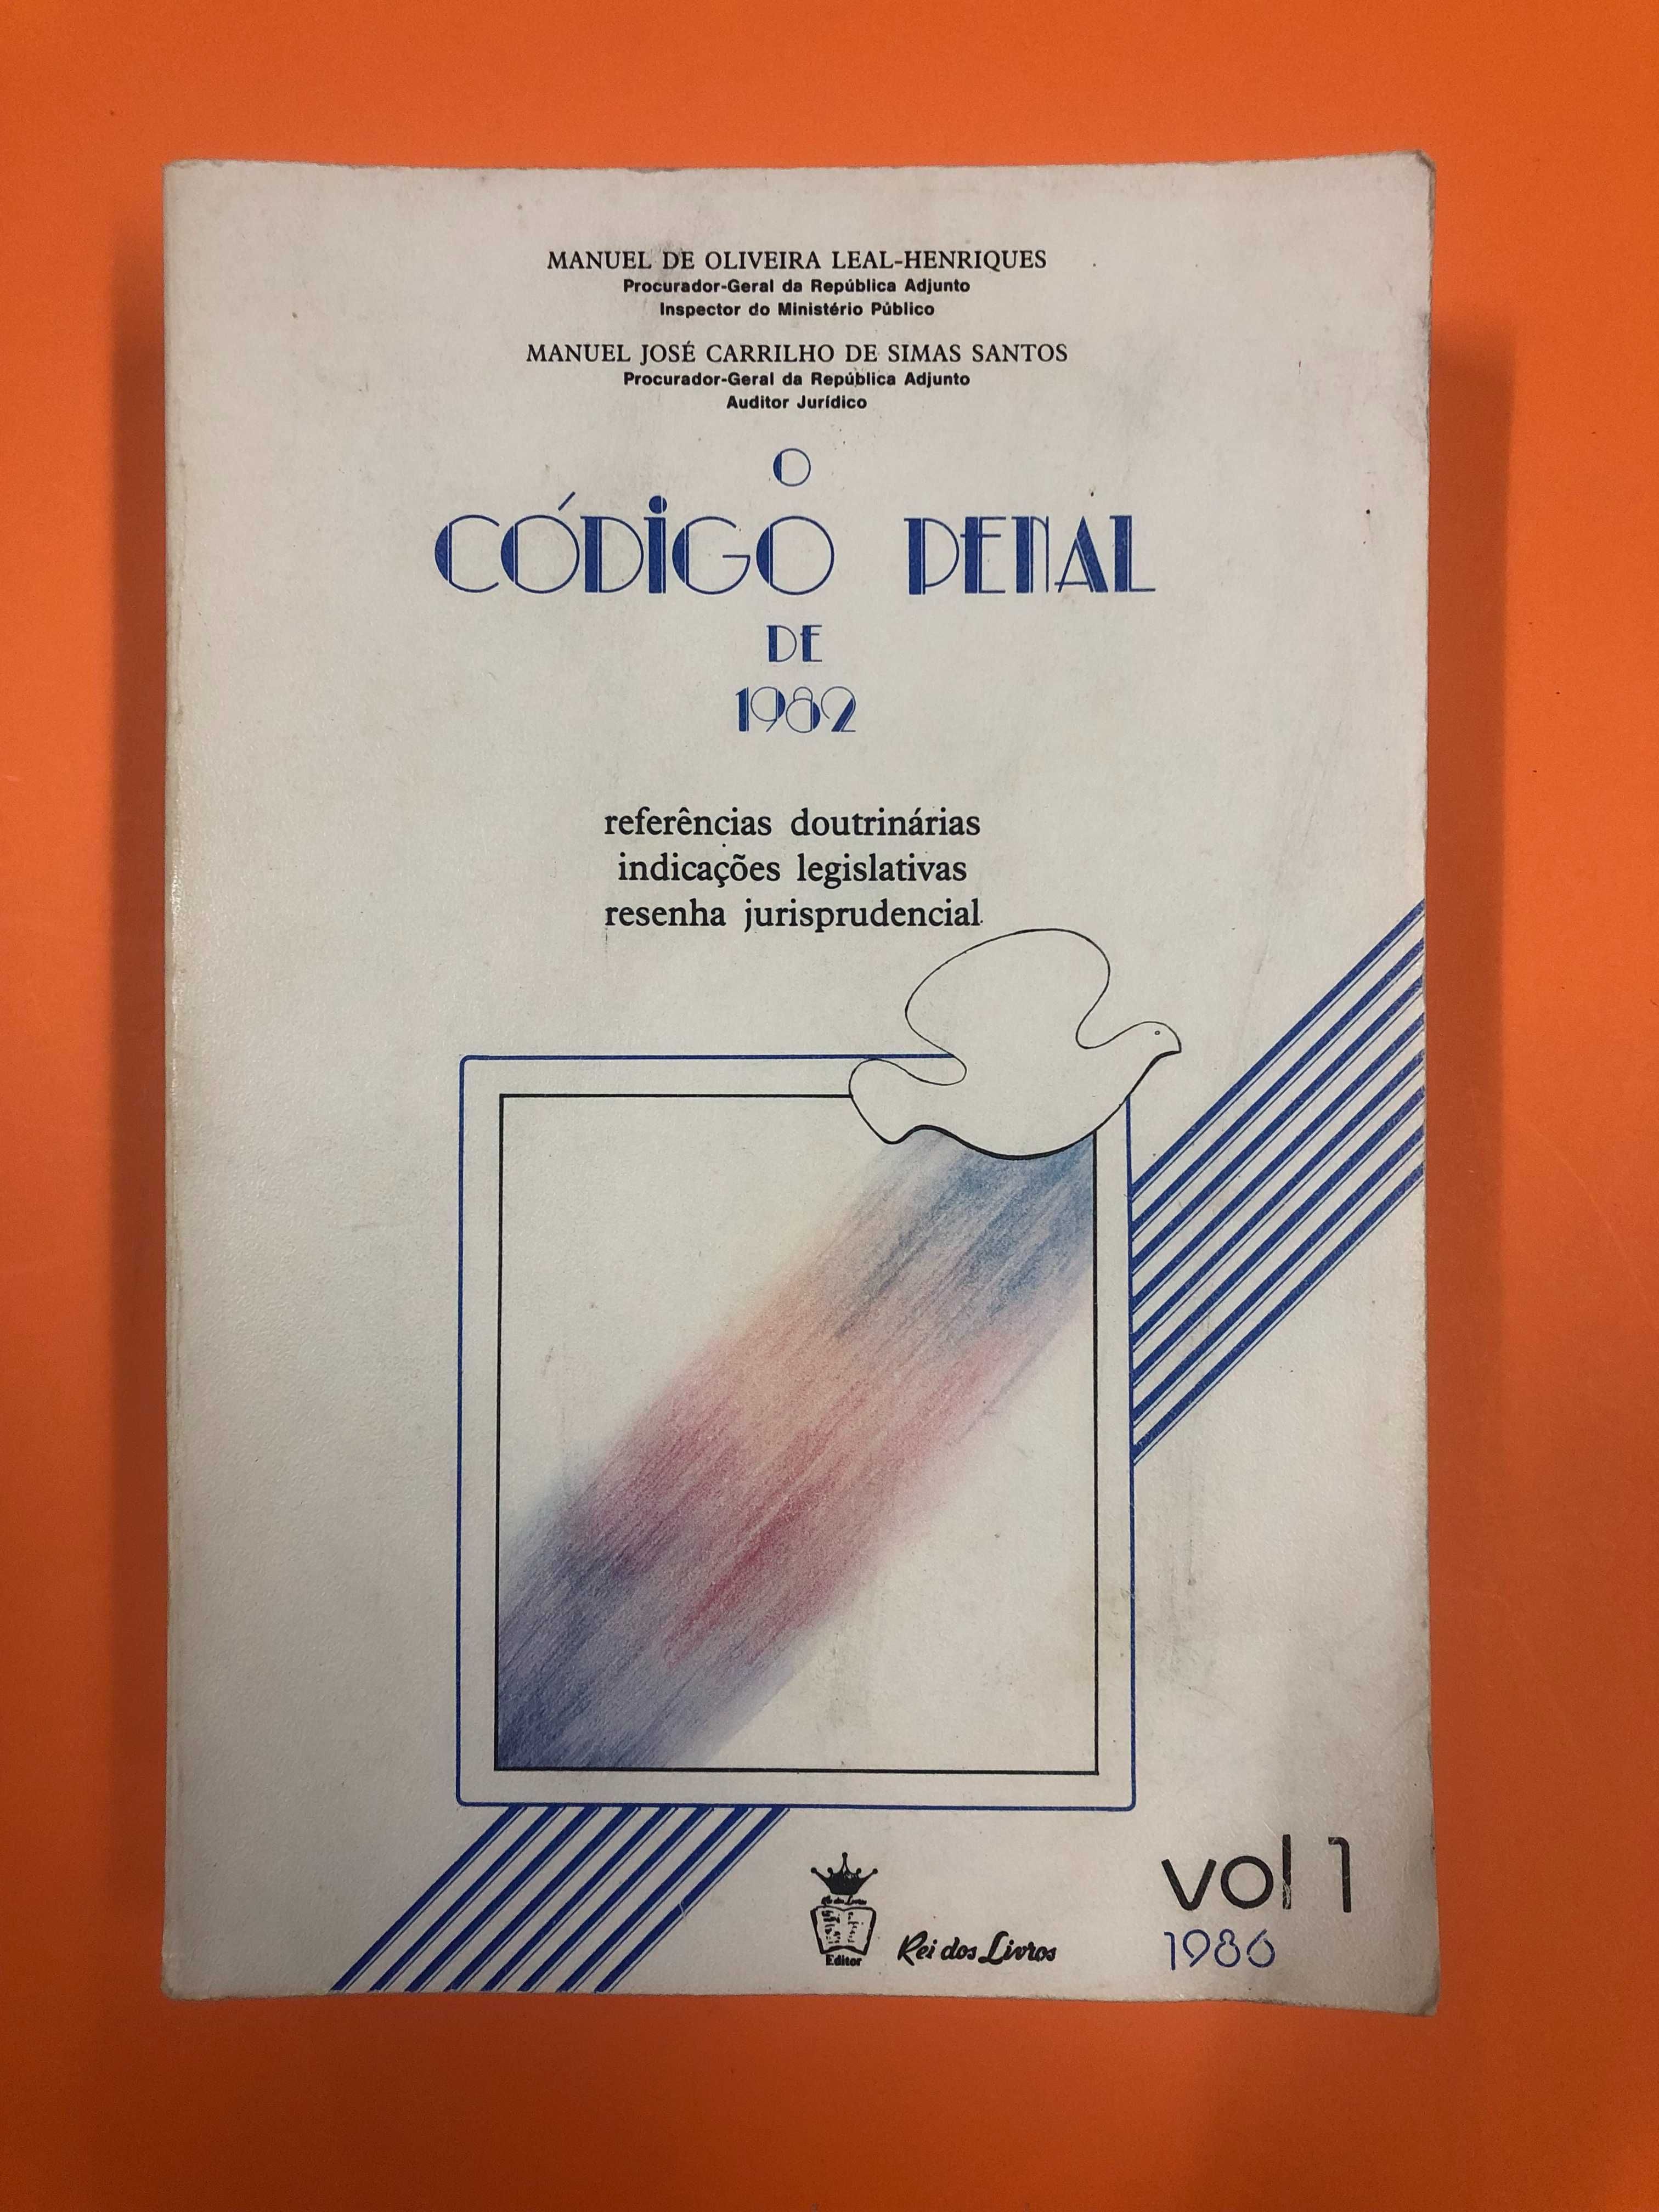 MANUEL DE OLIVEIRA LEAL-HENRIQUES
Procurador-Geral da República Adjunto
Inspector do Ministério Público
MANUEL JOSÉ CARRILHO DE SIMAS SANTOS
Procurador-Geral da República Adjunto
Auditor Jurídico
O
CÓDIGO PENAL
DE
1982
referências doutrinárias
indicações legislativas
resenha jurisprudencial
vol 1
1986
Editor
Rei dos Livros